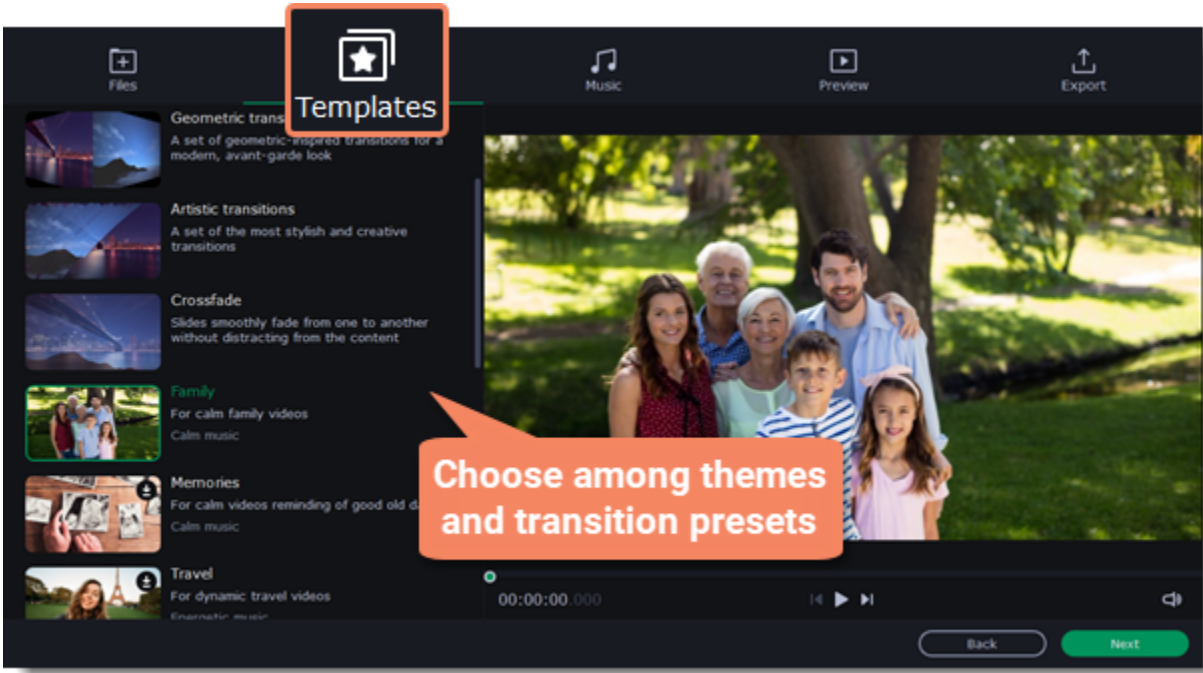 Files
Templates
Music
Preview
Export
Geometric trans
A set of geometric-inspired transitions for a
modern, avant-garde look
Artistic transitions
A set of the most stylish and creative
transitions
Crossfade
Slides smoothly fade from one to another
without distracting from the content
Family
For calm family videos
Calm music
Memories
For calm videos reminding of good old d
Calm music
Travel
For dynamic travel videos
Energetic music
Choose among themes
and transition presets
00:00:00.000
Back
Next